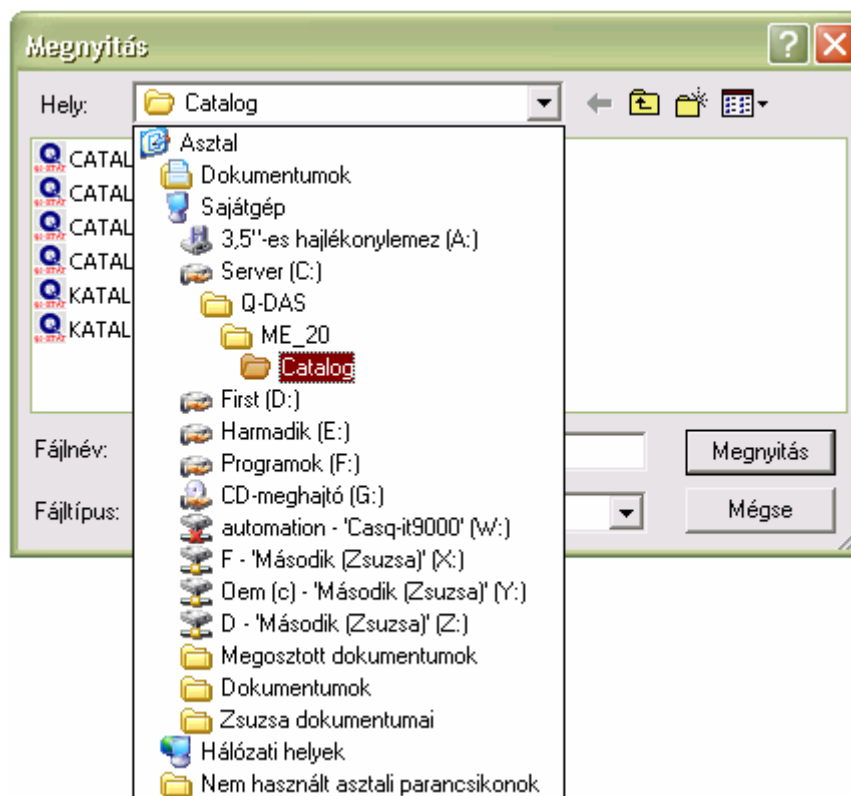 Megnyitás
Hely: Catalog
Asztal
CATAL
Dokumentumok
CATAL
Sajátgép
CATAL
3,5''-es hajlékonylemez (A:)
CATAL
Server (C:)
KATAL
Q-DAS
KATAL
ME_20
Catalog
First (D:)
Harmadik (E:)
Fájlnév:
Megnyitás
Programok (F:)
CD-meghajtó (G:)
Fájltípus:
Mégse
automation - 'Casq-it9000' (W:)
F - 'Második (Zsuzsa)' (X:)
Oem (c) - 'Második (Zsuzsa)' (Y:)
D - 'Második (Zsuzsa)' (Z:)
Megosztott dokumentumok
Dokumentumok
Zsuzsa dokumentumai
Hálózati helyek
Nem használt asztali parancsikonok